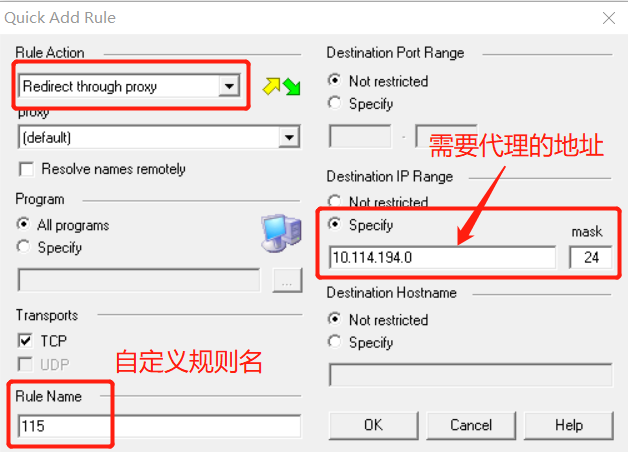 Quick Add Rule
Rule Action
Redirect through proxy
proxy
(default)
Resolve names remotely
Program
All programs
Specify
...
Transports
TCP
UDP
自定义规则名
Rule Name
115
Destination Port Range
Not restricted
Specify
-
需要代理的地址
Destination IP Range
Not restricted
Specify
mask
10.114.194.0
24
Destination Hostname
Not restricted
Specify
OK
Cancel
Help